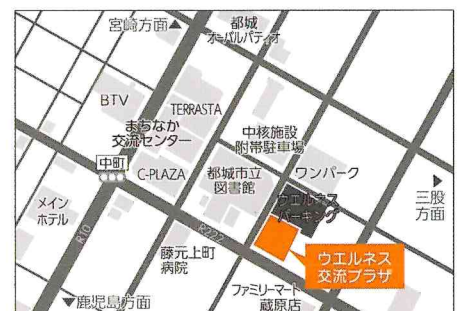 宮崎方面▲
都城
オーバルパティオ
BTV
TERRASTA
まちなか
交流センター
中核施設
附帯駐車場
中町
C-PLAZA
都城市立
図書館
ワンパーク
三股
方面
メイン
ホテル
ウエルネス
パーキング
R10
R222
藤元上町
病院
ウエルネス
交流プラザ
ファミリーマート
蔵原店
▼鹿児島方面